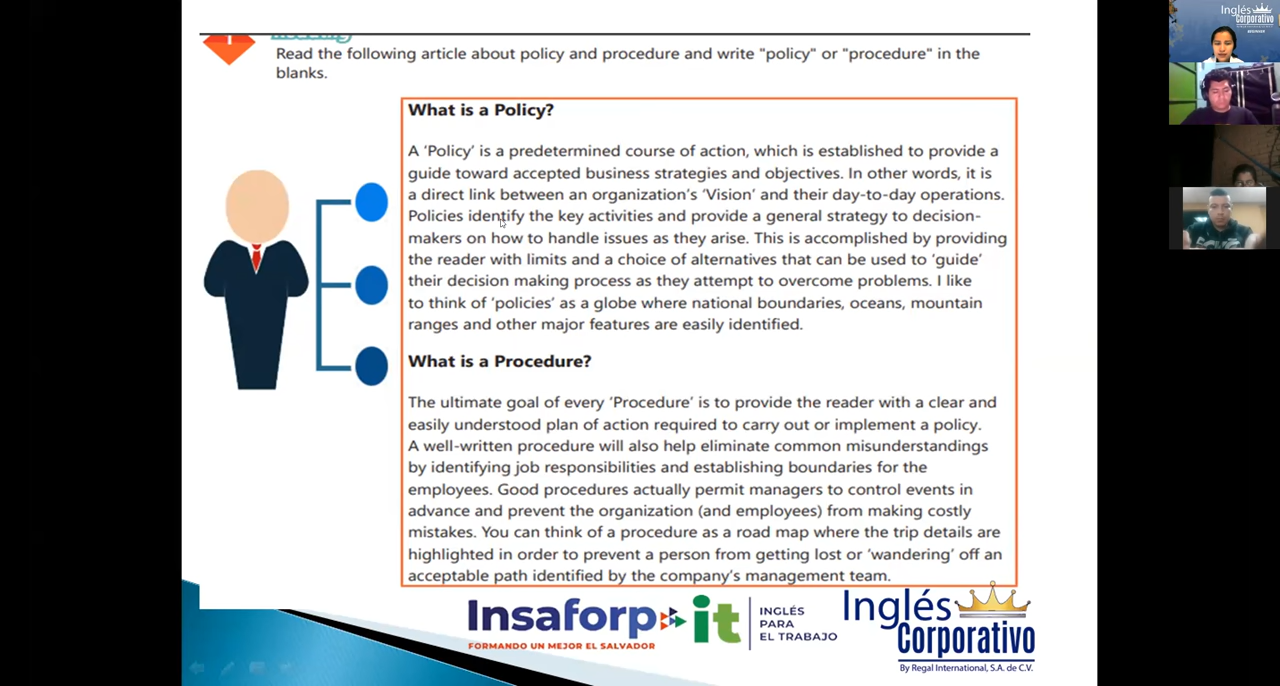 Read the following article about policy and procedure and write "policy" or "procedure" in the
blanks.
What is a Policy?
A ‘Policy’ is a predetermined course of action, which is established to provide a
guide toward accepted business strategies and objectives. In other words, it is
a direct link between an organization’s ‘Vision’ and their day-to-day operations.
Policies identify the key activities and provide a general strategy to decision-
makers on how to handle issues as they arise. This is accomplished by providing
the reader with limits and a choice of alternatives that can be used to ‘guide’
their decision making process as they attempt to overcome problems. I like
to think of ‘policies’ as a globe where national boundaries, oceans, mountain
ranges and other major features are easily identified.
What is a Procedure?
The ultimate goal of every ‘Procedure’ is to provide the reader with a clear and
easily understood plan of action required to carry out or implement a policy.
A well-written procedure will also help eliminate common misunderstandings
by identifying job responsibilities and establishing boundaries for the
employees. Good procedures actually permit managers to control events in
advance and prevent the organization (and employees) from making costly
mistakes. You can think of a procedure as a road map where the trip details are
highlighted in order to prevent a person from getting lost or ‘wandering’ off an
acceptable path identified by the company’s management team.
Insaforp
FORMANDO UN MEJOR EL SALVADOR
it
INGLÉS
PARA
EL TRABAJO
Inglés
Corporativo
By Regal International, S.A. de C.V.
Inglés
Corporativo